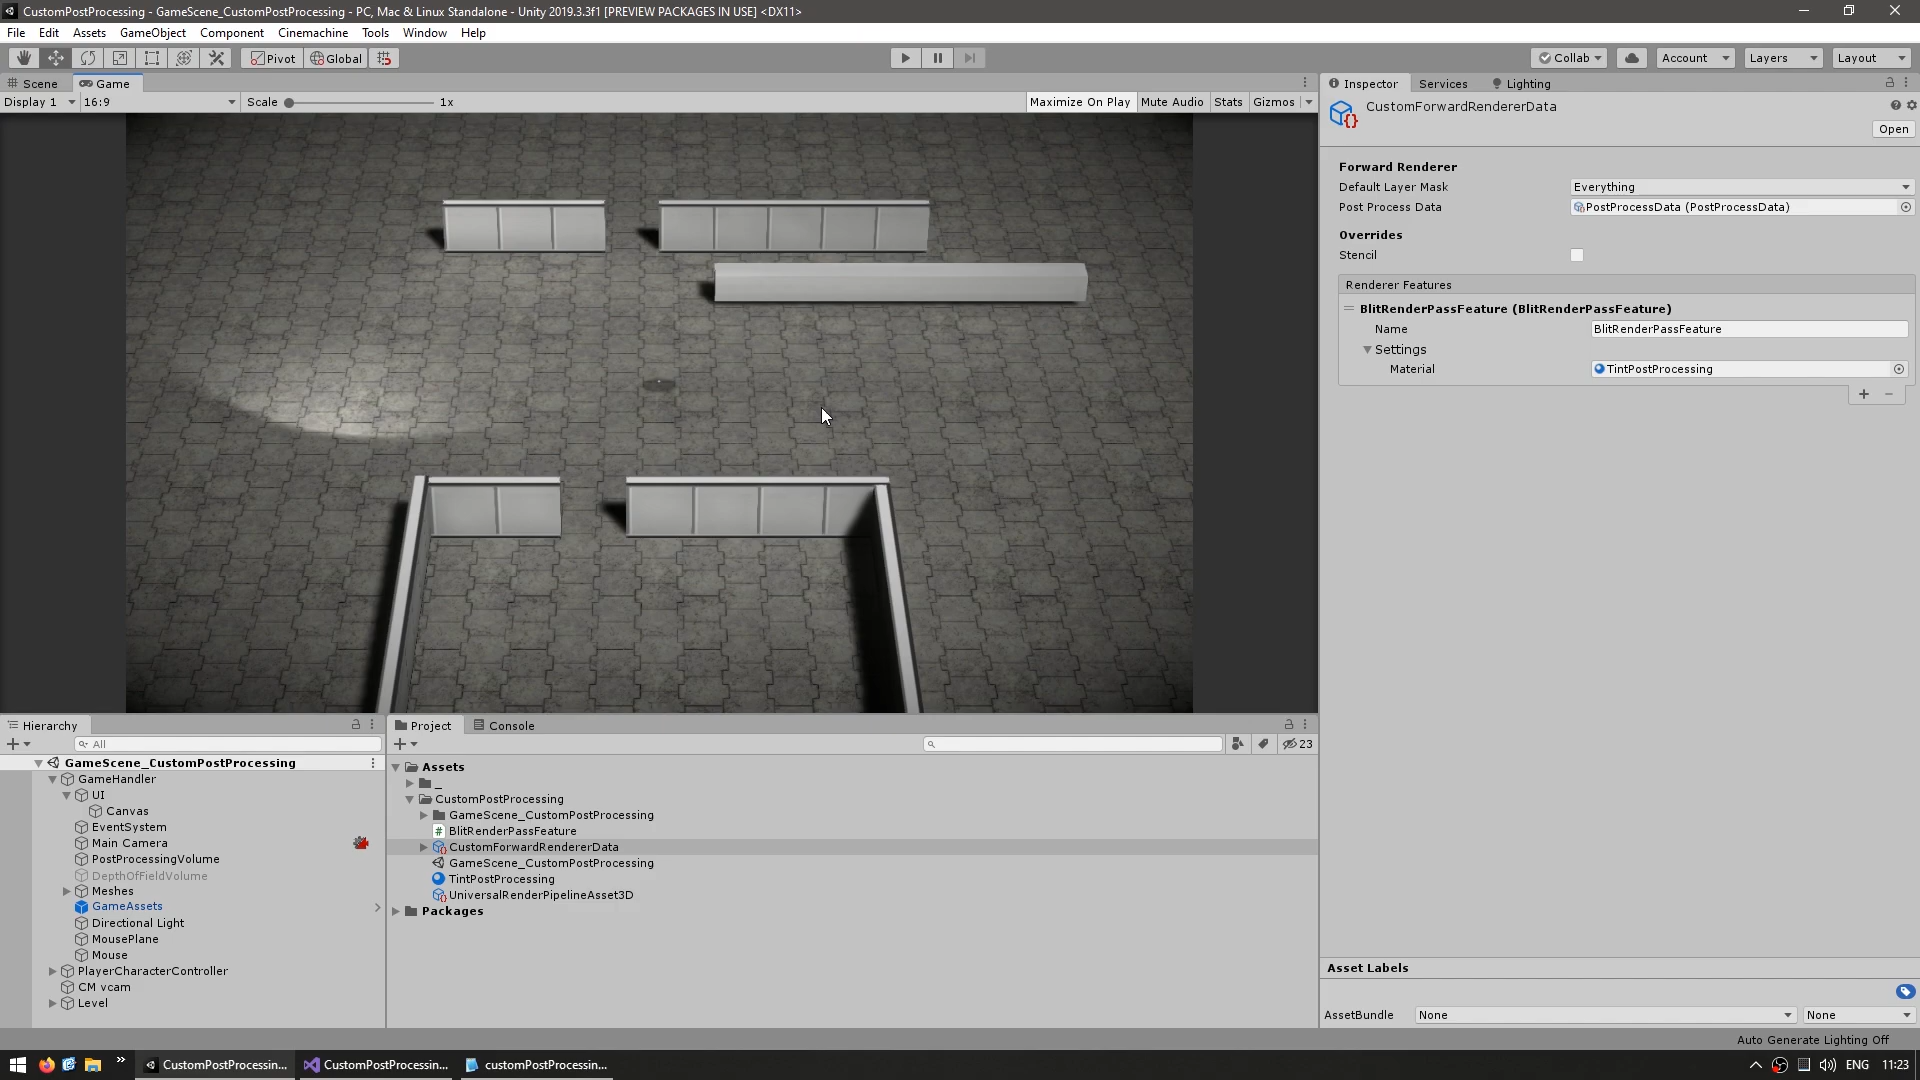 CustomPostProcessing - GameScene_CustomPostProcessing - PC, Mac & Linux Standalone - Unity 2019.3.3f1 [PREVIEW PACKAGES IN USE] <DX11>
File Edit Assets GameObject Component Cinemachine Tools Window Help
Pivot Global Collab Account Layers Layout
Scene Game
Display 1 16:9 Scale 1x Maximize On Play Mute Audio Stats Gizmos
Inspector Services Lighting
CustomForwardRendererData
Open
Forward Renderer
Default Layer Mask Everything
Post Process Data PostProcessData (PostProcessData)
Overrides
Stencil
Renderer Features
BlitRenderPassFeature (BlitRenderPassFeature)
Name BlitRenderPassFeature
Settings
Material TintPostProcessing
Hierarchy
All
GameScene_CustomPostProcessing
GameHandler
UI
Canvas
EventSystem
Main Camera
PostProcessingVolume
DepthOfFieldVolume
Meshes
GameAssets
Directional Light
MousePlane
Mouse
PlayerCharacterController
CM vcam
Level
Project Console
23
Assets
_
CustomPostProcessing
GameScene_CustomPostProcessing
BlitRenderPassFeature
CustomForwardRendererData
GameScene_CustomPostProcessing
TintPostProcessing
UniversalRenderPipelineAsset3D
Packages
Asset Labels
AssetBundle None None
Auto Generate Lighting Off
CustomPostProcessin... CustomPostProcessin... customPostProcessin... ENG 11:23